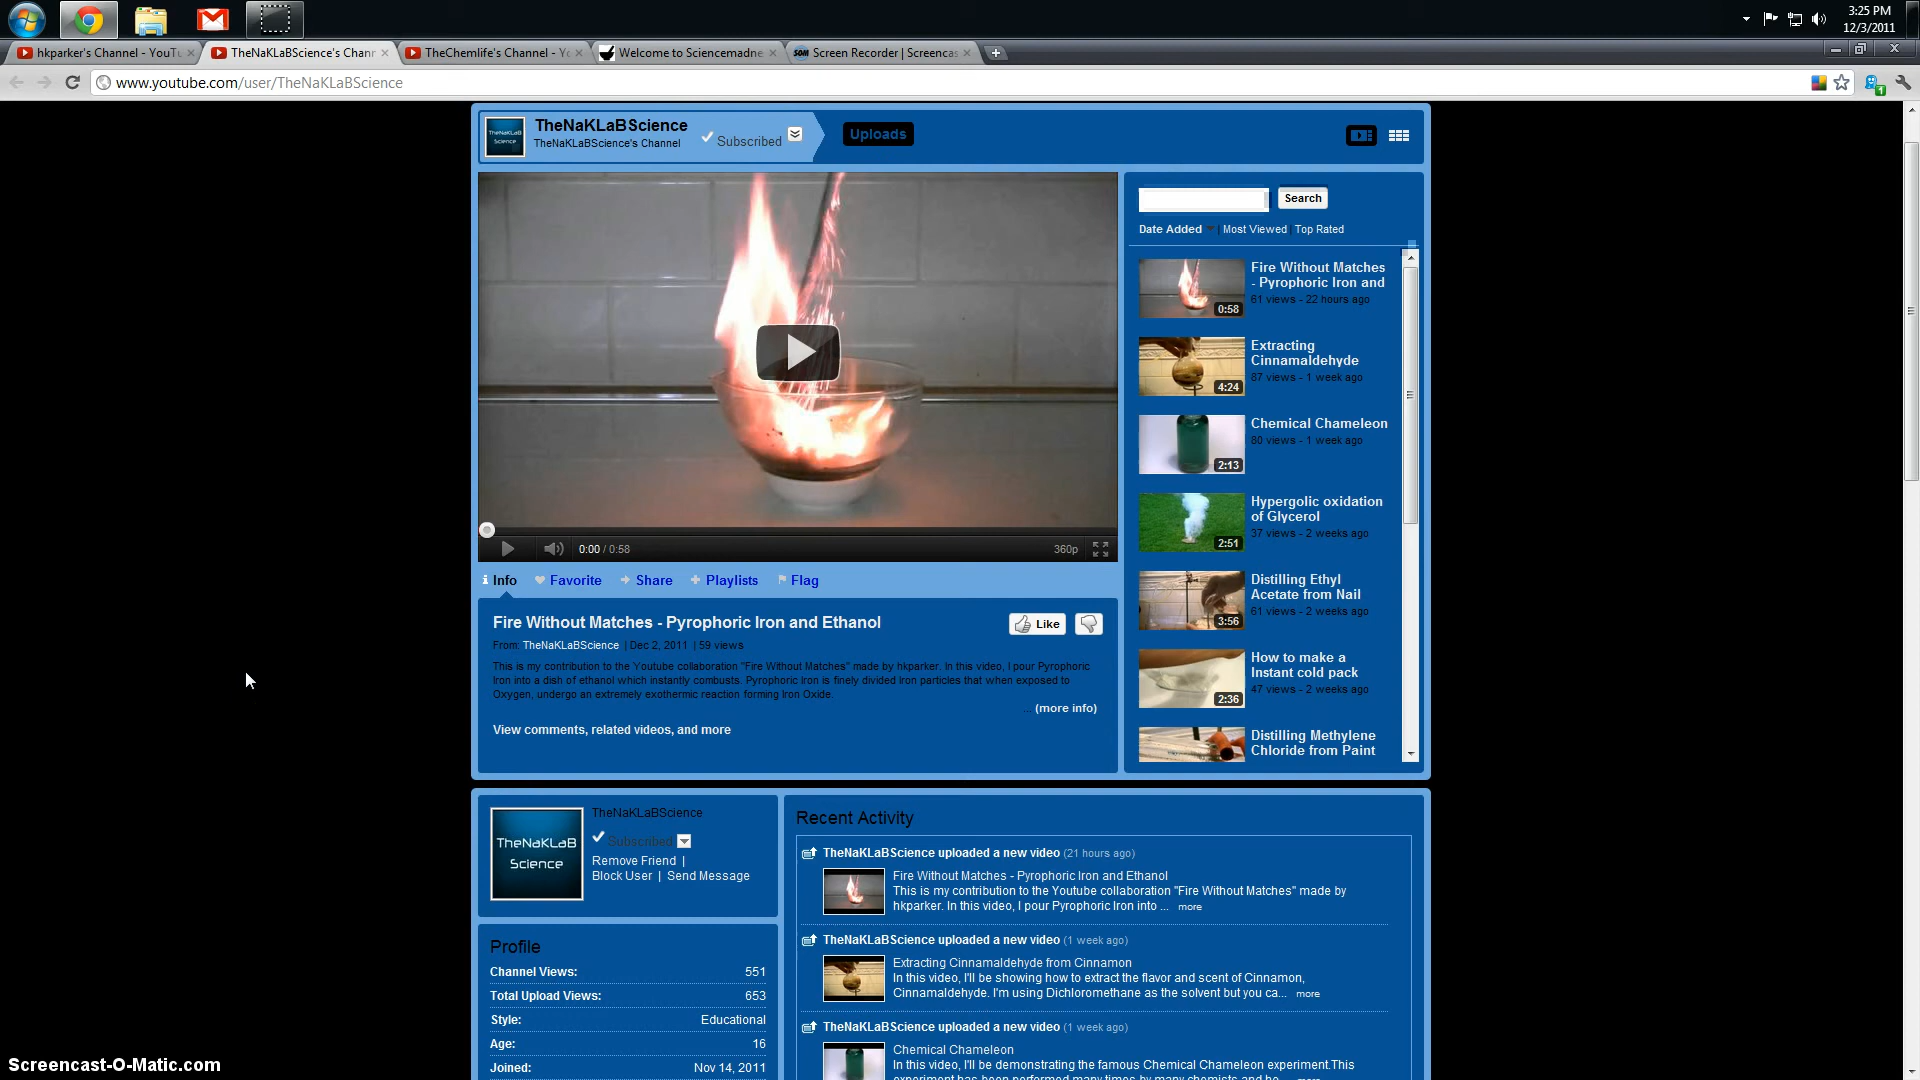 3:25 PM
12/3/2011
hkparker's Channel - YouTu
TheNaKLaBScience's Chann
TheChemlife's Channel - Yo
Welcome to Sciencemadne
Screen Recorder | Screencas
www.youtube.com/user/TheNaKLaBScience
TheNaKLaB
Science
TheNaKLaBScience
TheNaKLaBScience's Channel
Subscribed
Uploads
Search
Date Added | Most Viewed | Top Rated
Fire Without Matches
- Pyrophoric Iron and
61 views - 22 hours ago
0:58
Extracting
Cinnamaldehyde
87 views - 1 week ago
4:24
Chemical Chameleon
80 views - 1 week ago
2:13
Hypergolic oxidation
of Glycerol
37 views - 2 weeks ago
2:51
Distilling Ethyl
Acetate from Nail
61 views - 2 weeks ago
3:56
How to make a
Instant cold pack
47 views - 2 weeks ago
2:36
Distilling Methylene
Chloride from Paint
0:00 / 0:58
360p
Info Favorite Share Playlists Flag
Fire Without Matches - Pyrophoric Iron and Ethanol
Like
From: TheNaKLaBScience | Dec 2, 2011 | 59 views
This is my contribution to the Youtube collaboration "Fire Without Matches" made by hkparker. In this video, I pour Pyrophoric
Iron into a dish of ethanol which instantly combusts. Pyrophoric Iron is finely divided Iron particles that when exposed to
Oxygen, undergo an extremely exothermic reaction forming Iron Oxide.
... (more info)
View comments, related videos, and more
TheNaKLaB
Science
TheNaKLaBScience
Subscribed
Remove Friend |
Block User | Send Message
Profile
Channel Views: 551
Total Upload Views: 653
Style: Educational
Age: 16
Joined: Nov 14, 2011
Recent Activity
TheNaKLaBScience uploaded a new video (21 hours ago)
Fire Without Matches - Pyrophoric Iron and Ethanol
This is my contribution to the Youtube collaboration "Fire Without Matches" made by
hkparker. In this video, I pour Pyrophoric Iron into ... more
TheNaKLaBScience uploaded a new video (1 week ago)
Extracting Cinnamaldehyde from Cinnamon
In this video, I'll be showing how to extract the flavor and scent of Cinnamon,
Cinnamaldehyde. I'm using Dichloromethane as the solvent but you ca... more
TheNaKLaBScience uploaded a new video (1 week ago)
Chemical Chameleon
In this video, I'll be demonstrating the famous Chemical Chameleon experiment.This
experiment has been performed many times by many chemists and
Screencast-O-Matic.com